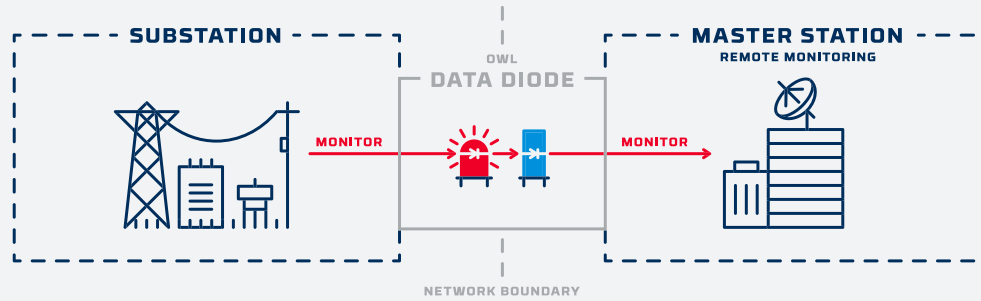 SUBSTATION
OWL
DATA DIODE
MASTER STATION
REMOTE MONITORING
MONITOR
MONITOR
NETWORK BOUNDARY